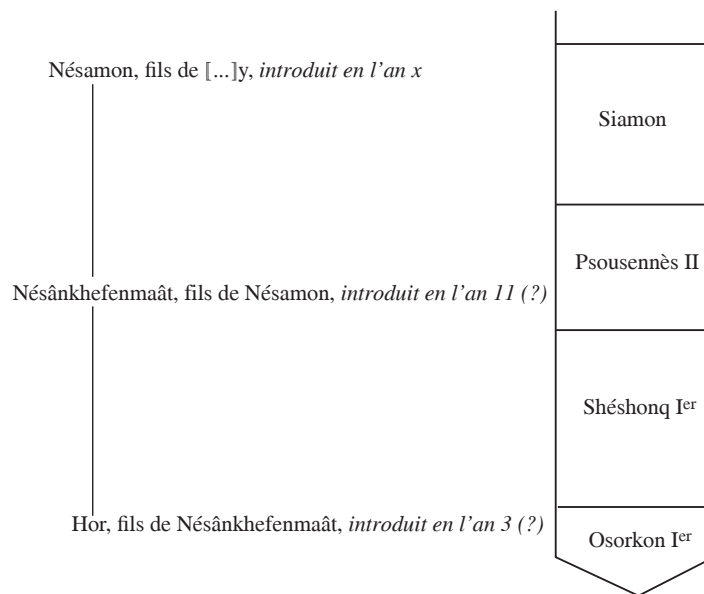 Nésamon, fils de [...]y, introduit en l’an x
Siamon
Psousennès II
Nésânkhefenmaât, fils de Nésamon, introduit en l’an 11 (?)
Shéshonq Ier
Hor, fils de Nésânkhefenmaât, introduit en l’an 3 (?)
Osorkon Ier